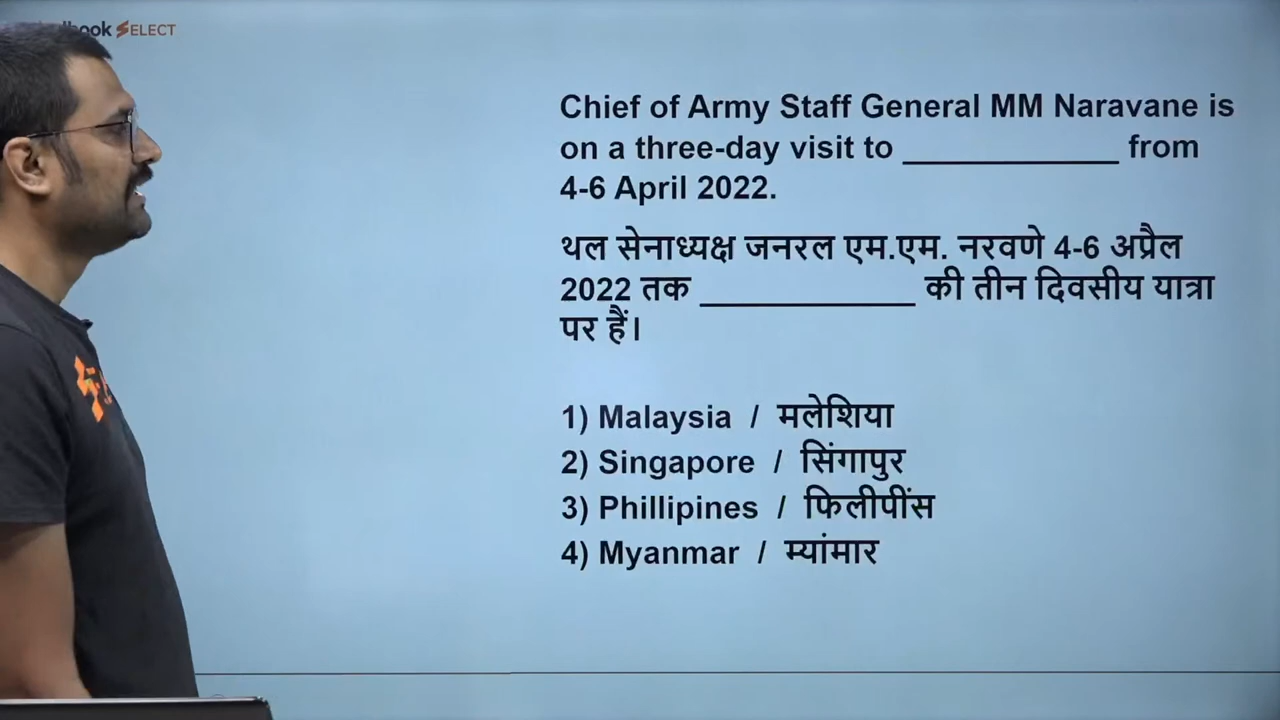 book SELECT
Chief of Army Staff General MM Naravane is
on a three-day visit to ____________ from
4-6 April 2022.
थल सेनाध्यक्ष जनरल एम.एम. नरवणे 4-6 अप्रैल
2022 तक ____________ की तीन दिवसीय यात्रा
पर हैं।
1) Malaysia / मलेशिया
2) Singapore / सिंगापुर
3) Phillipines / फिलीपींस
4) Myanmar / म्यांमार